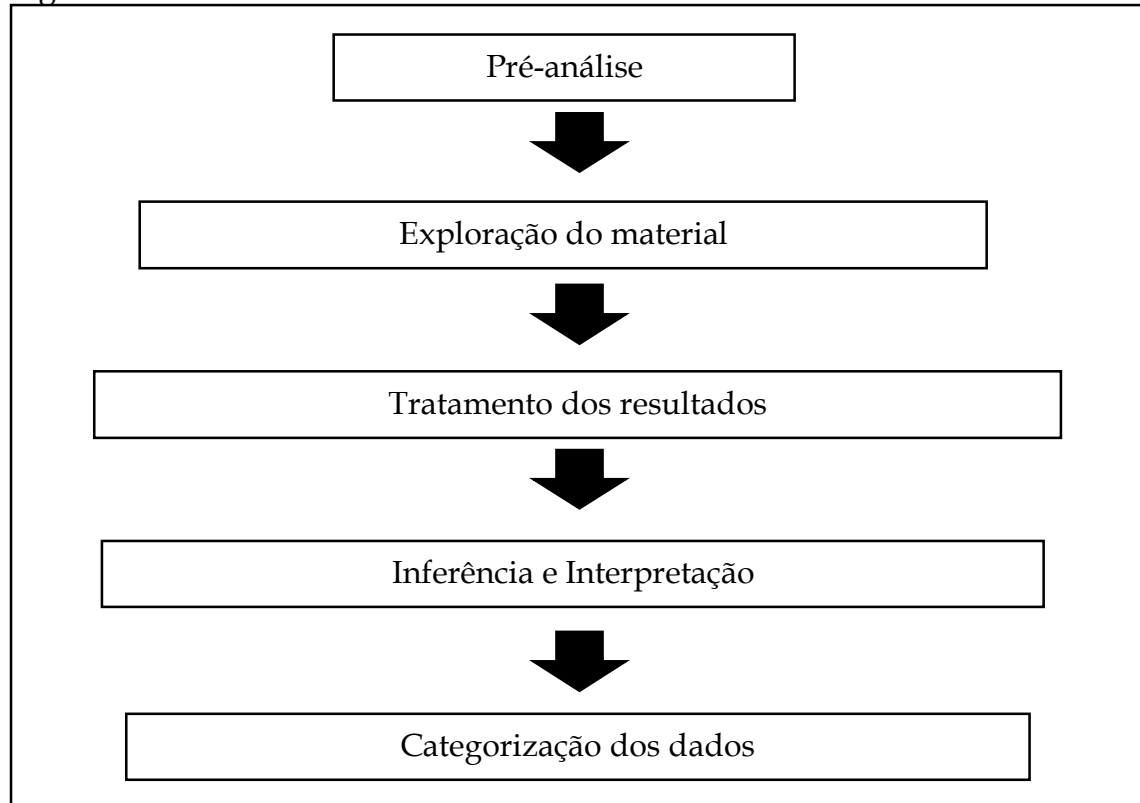 Pré-análise
Exploração do material
Tratamento dos resultados
Inferência e Interpretação
Categorização dos dados